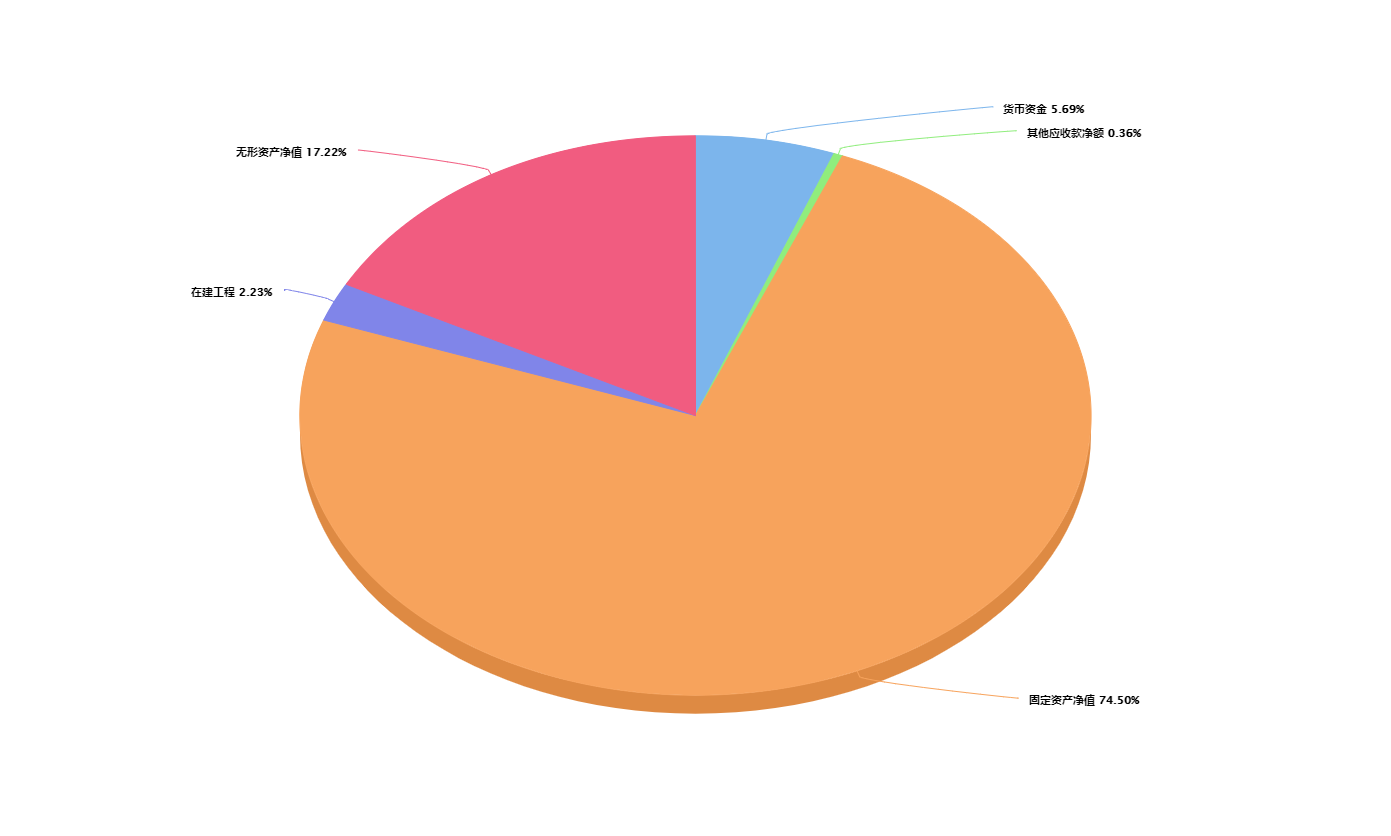 货币资金 5.69%
其他应收款净额 0.36%
无形资产净值 17.22%
在建工程 2.23%
固定资产净值 74.50%